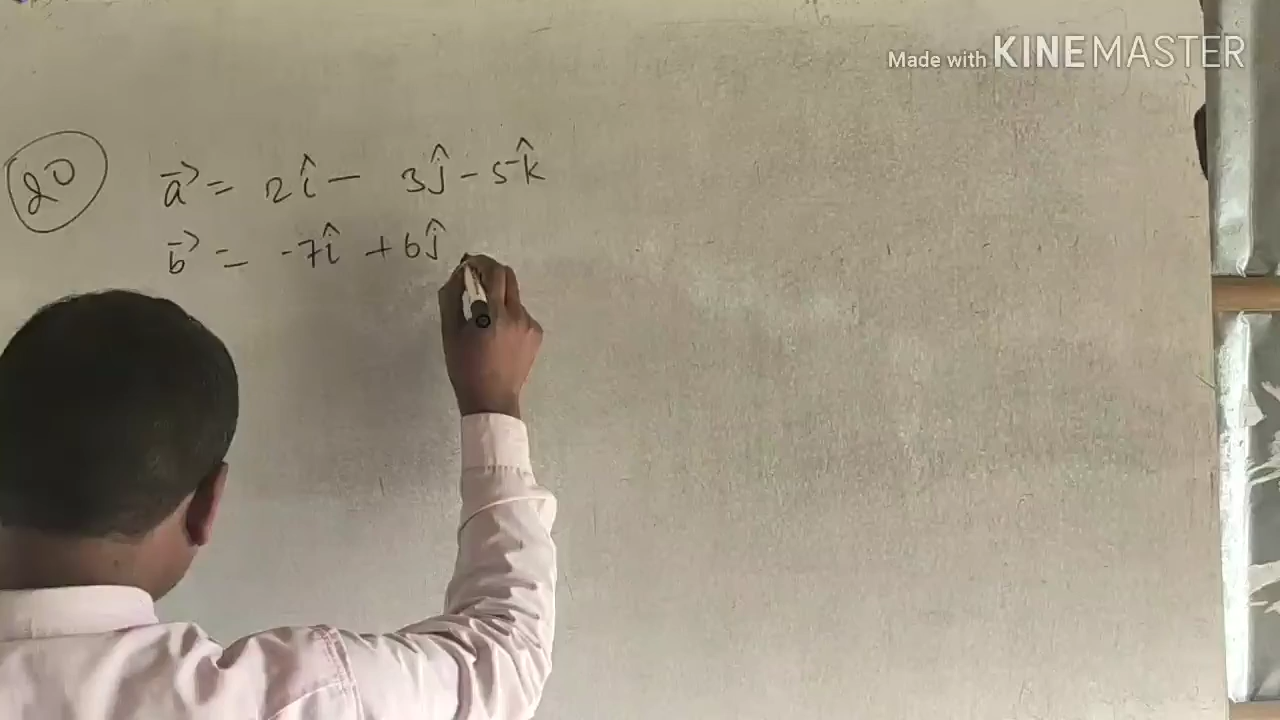 Made with KINEMASTER
20 a⃗ = 2î - 3ĵ - 5k̂
b⃗ = -7î + 6ĵ